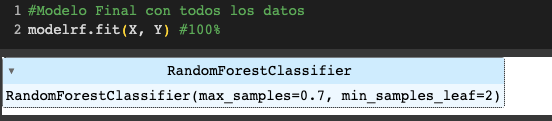 1 #Modelo Final con todos los datos
2 modelrf.fit(X, Y) #100%
RandomForestClassifier
RandomForestClassifier(max_samples=0.7, min_samples_leaf=2)